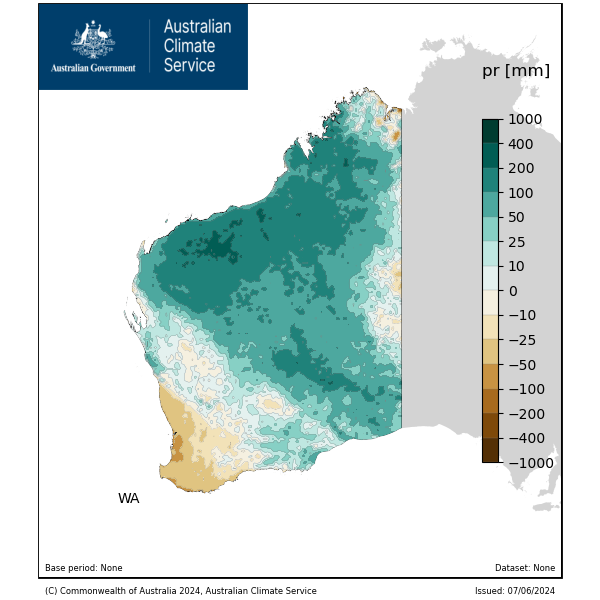 Australian
Climate
Service
Australian Government
pr [mm]
1000
400
200
100
50
25
10
0
−10
−25
−50
−100
−200
−400
−1000
WA
Base period: None
Dataset: None
(C) Commonwealth of Australia 2024, Australian Climate Service
Issued: 07/06/2024